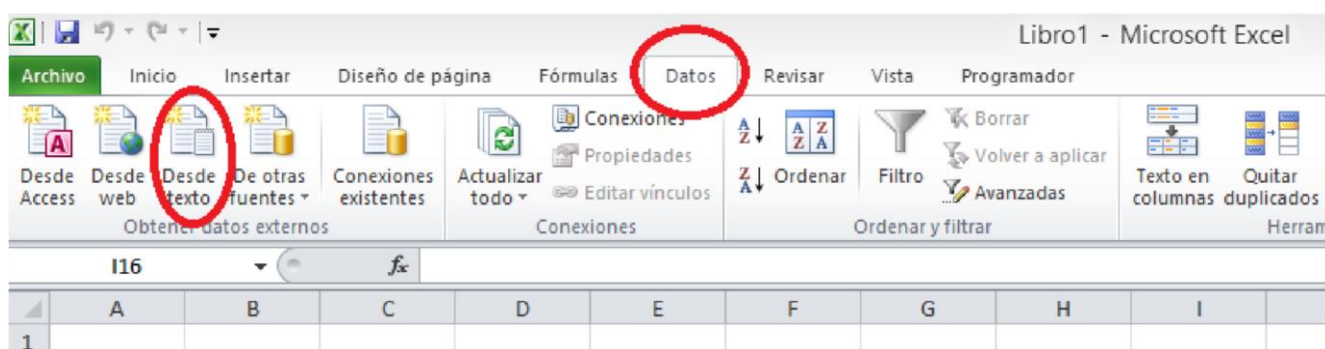 Libro1 - Microsoft Excel
Archivo Inicio Insertar Diseño de página Fórmulas Datos Revisar Vista Programador
Desde Access
Desde web
Desde texto
De otras fuentes
Conexiones existentes
Obtener datos externos
Actualizar todo
Conexiones
Propiedades
Editar vínculos
Conexiones
A Z
Z A
A Z
Z A
Ordenar
Filtro
Borrar
Volver a aplicar
Avanzadas
Ordenar y filtrar
Texto en columnas
Quitar duplicados
I16 fx
A B C D E F G H I
1